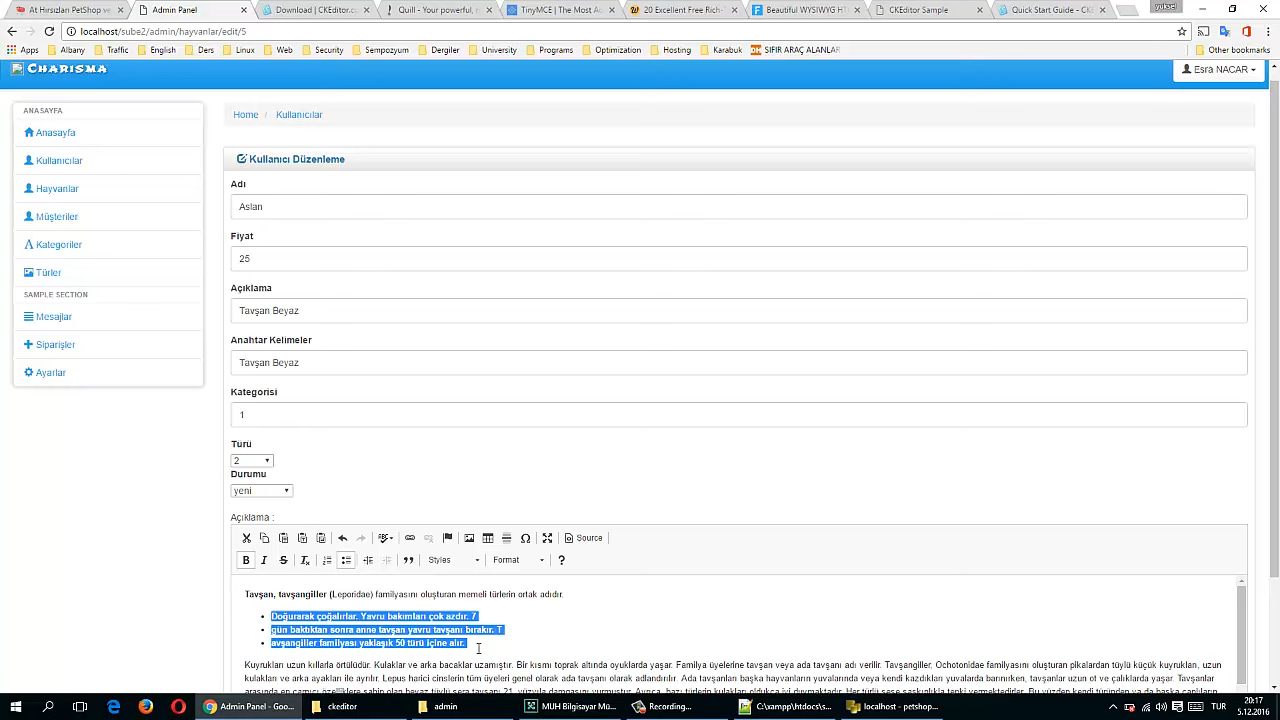 At Hırsızlan PetShop ve
Admin Panel
Download | CKEditor.cu
Quill - Your powerful, r
TinyMCE | The Most Ad
20 Excellent Free Rich
Beautiful WYSIWYG HT
CKEditor Sample
Quick Start Guide - CKE
yuksel
localhost/sube2/admin/hayvanlar/edit/5
Apps
Albany
Traffic
English
Ders
Linux
Web
Security
Sempozyum
Dergiler
University
Programs
Optimization
Hosting
Karabuk
SIFIR ARAÇ ALANLAR
Other bookmarks
CHARISMA
Esra NACAR
ANASAYFA
Anasayfa
Kullanıcılar
Hayvanlar
Müşteriler
Kategoriler
Türler
SAMPLE SECTION
Mesajlar
Siparişler
Ayarlar
Home / Kullanıcılar
Kullanıcı Düzenleme
Adı
Aslan
Fiyat
25
Açıklama
Tavşan Beyaz
Anahtar Kelimeler
Tavşan Beyaz
Kategorisi
1
Türü
2
Durumu
yeni
Açıklama :
Source
B I S Tx Styles Format ?
Tavşan, tavşangiller (Leporidae) familyasını oluşturan memeli türlerin ortak adıdır.
• Doğurarak çoğalırlar. Yavru bakımları çok azdır. 7
• gün baktıktan sonra anne tavşan yavru tavşanı bırakır. T
• avşangiller familyası yaklaşık 50 türü içine alır.
Kuyrukları uzun kıllarla örtülüdür. Kulaklar ve arka bacaklar uzamıştır. Bir kısmı toprak altında oyuklarda yaşar. Familya üyelerine tavşan veya ada tavşanı adı verilir. Tavşangiller, Ochotonidae familyasını oluşturan pikalardan tüylü küçük kuyrukları, uzun
kulakları ve arka ayakları ile ayrılır. Lepus harici cinslerin tüm üyeleri genel olarak ada tavşanı olarak adlandırılır. Ada tavşanları başka hayvanların yuvalarında veya kendi kazdıkları yuvalarda barınırken, tavşanlar uzun ot ve çalıklarda yaşar. Tavşanlar
Admin Panel - Goo...
ckeditor
admin
MUH Bilgisayar Mü...
Recording...
C:\xampp\htdocs\s...
localhost - petshop...
TUR
20:17
5.12.2016